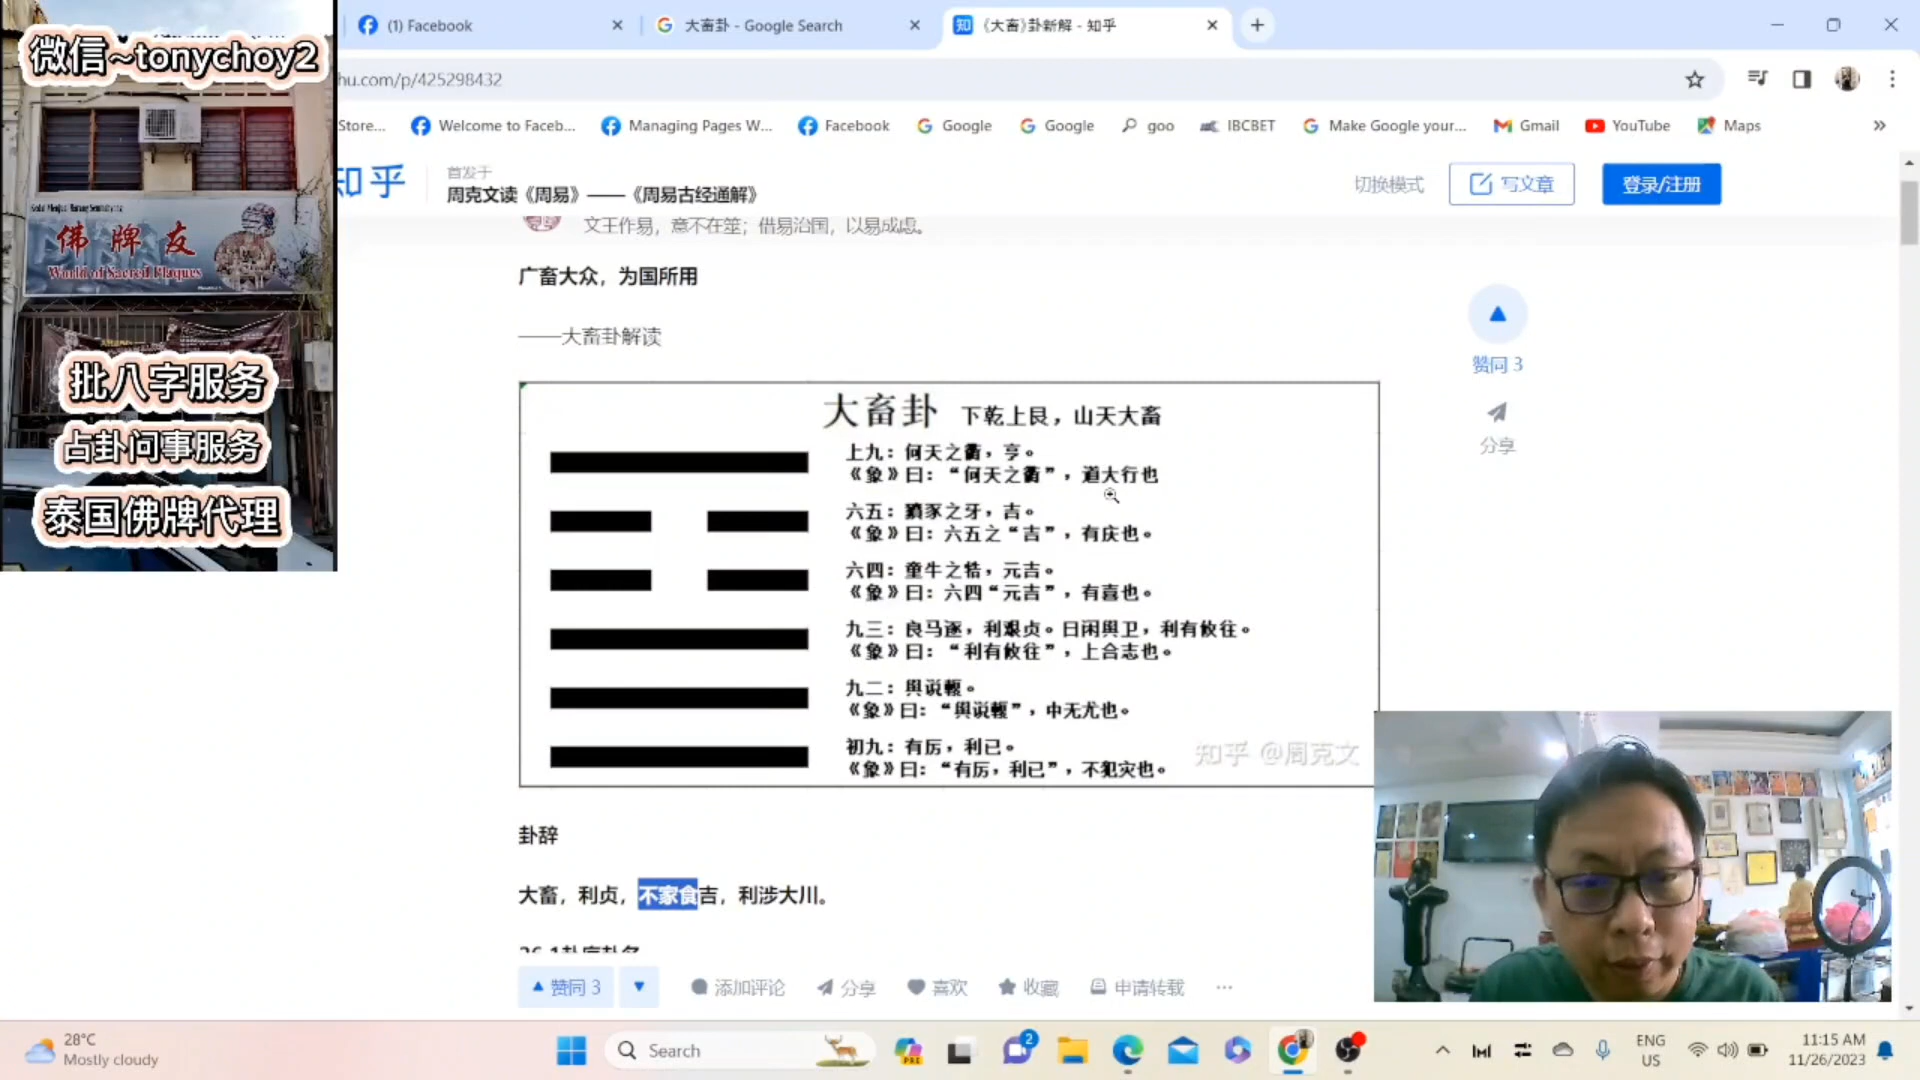 微信~tonychoy2
佛牌友
World of Sacred Plaques
批八字服务
占卦问事服务
泰国佛牌代理
(1) Facebook
大畜卦 - Google Search
知
《大畜》卦新解 - 知乎
hu.com/p/425298432
Store...
Welcome to Faceb...
Managing Pages W...
Facebook
Google
Google
goo
IBCBET
Make Google your...
Gmail
YouTube
Maps
知乎
首发于
周克文读《周易》——《周易古经通解》
切换模式
写文章
登录/注册
文王作易，意不在筮；借易治国，以易成虑。
广畜大众，为国所用
——大畜卦解读
赞同 3
分享
大畜卦 下乾上艮，山天大畜
上九：何天之衢，亨。
《象》曰：“何天之衢”，道大行也
六五：豮豕之牙，吉。
《象》曰：六五之“吉”，有庆也。
六四：童牛之牿，元吉。
《象》曰：六四“元吉”，有喜也。
九三：良马逐，利艰贞。日闲舆卫，利有攸往。
《象》曰：“利有攸往”，上合志也。
九二：舆说輹。
《象》曰：“舆说輹”，中无尤也。
初九：有厉，利已。
《象》曰：“有厉，利已”，不犯灾也。
知乎 @周克文
卦辞
大畜，利贞，不家食吉，利涉大川。
26.1卦序卦名
赞同 3
添加评论
分享
喜欢
收藏
申请转载
28°C
Mostly cloudy
Search
PRE
2
ENG
US
11:15 AM
11/26/2023